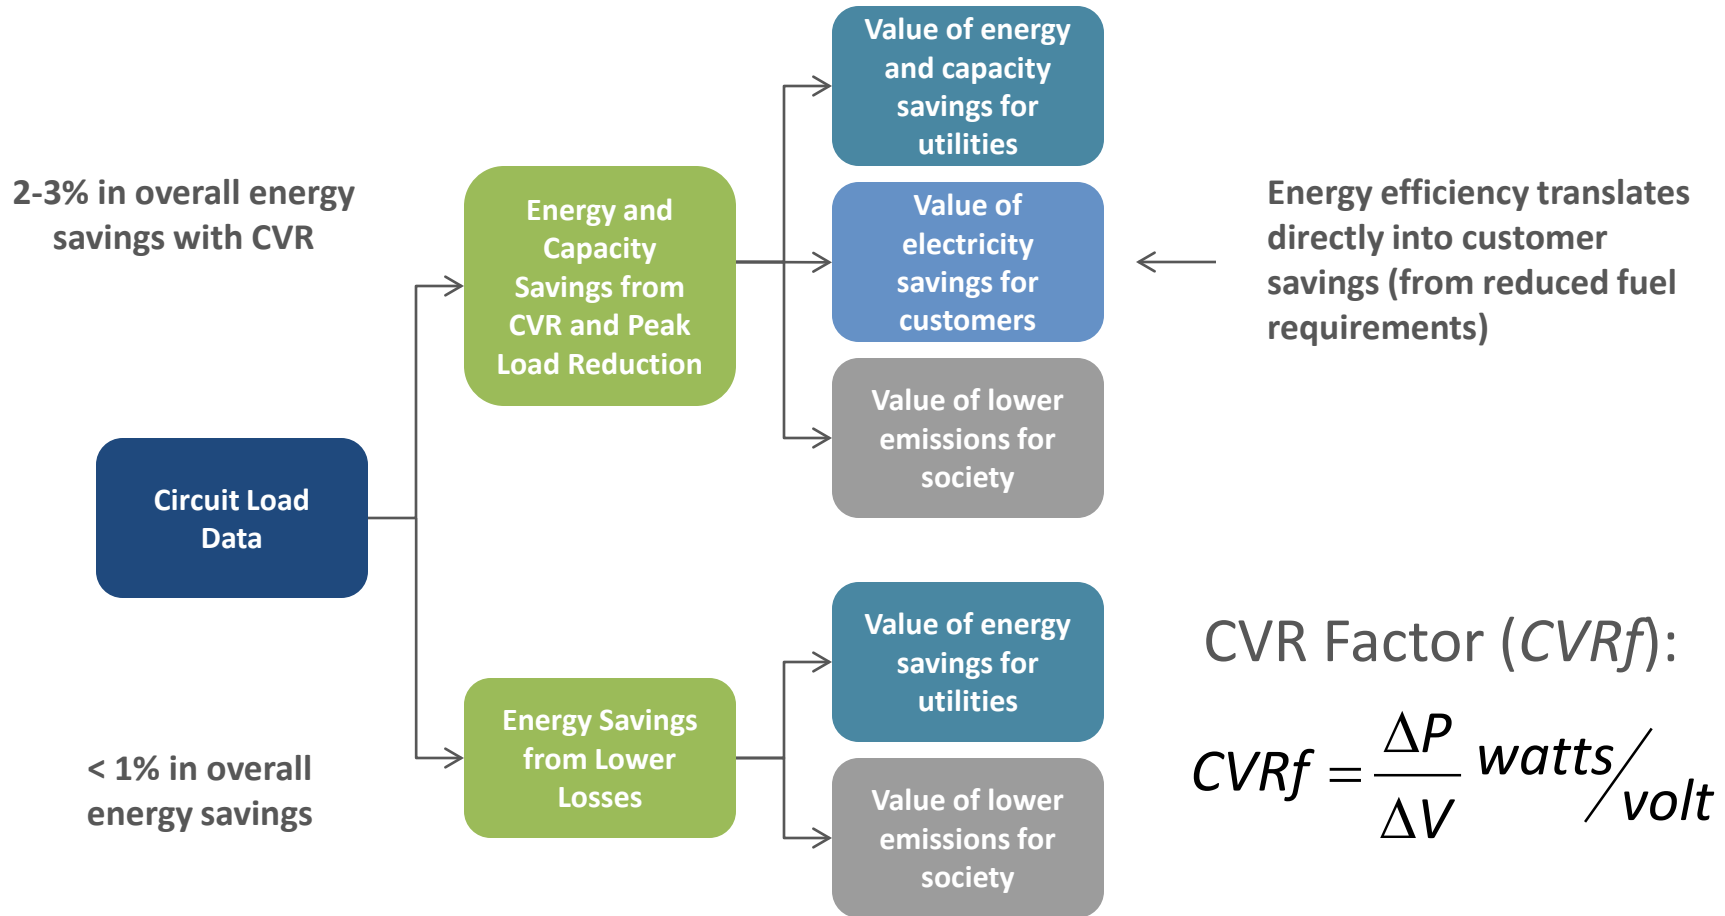 2-3% in overall energy
savings with CVR
< 1% in overall
energy savings
Circuit Load
Data
Energy and
Capacity
Savings from
CVR and Peak
Load Reduction
Energy Savings
from Lower
Losses
Value of energy
and capacity
savings for
utilities
Value of
electricity
savings for
customers
Value of lower
emissions for
society
Value of energy
savings for
utilities
Value of lower
emissions for
society
Energy efficiency translates
directly into customer
savings (from reduced fuel
requirements)
CVR Factor (CVRf):
CVRf = ΔP/ΔV watts/volt